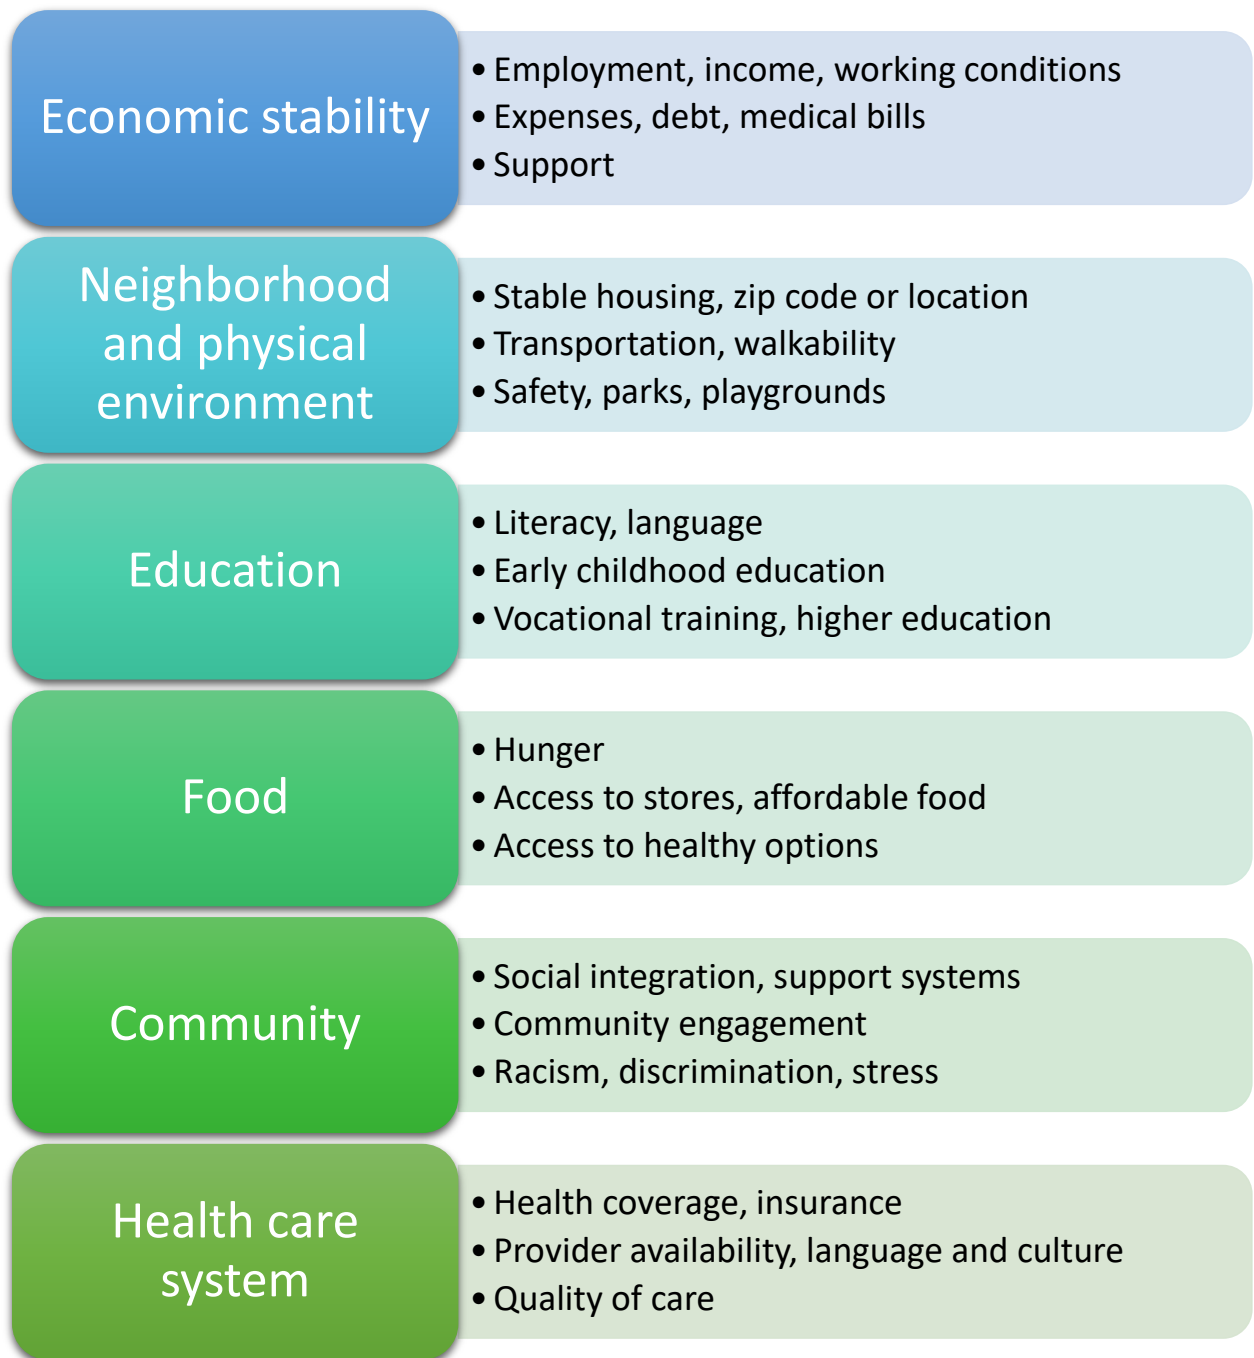 Economic stability
• Employment, income, working conditions
• Expenses, debt, medical bills
• Support
Neighborhood
and physical
environment
• Stable housing, zip code or location
• Transportation, walkability
• Safety, parks, playgrounds
Education
• Literacy, language
• Early childhood education
• Vocational training, higher education
Food
• Hunger
• Access to stores, affordable food
• Access to healthy options
Community
• Social integration, support systems
• Community engagement
• Racism, discrimination, stress
Health care
system
• Health coverage, insurance
• Provider availability, language and culture
• Quality of care